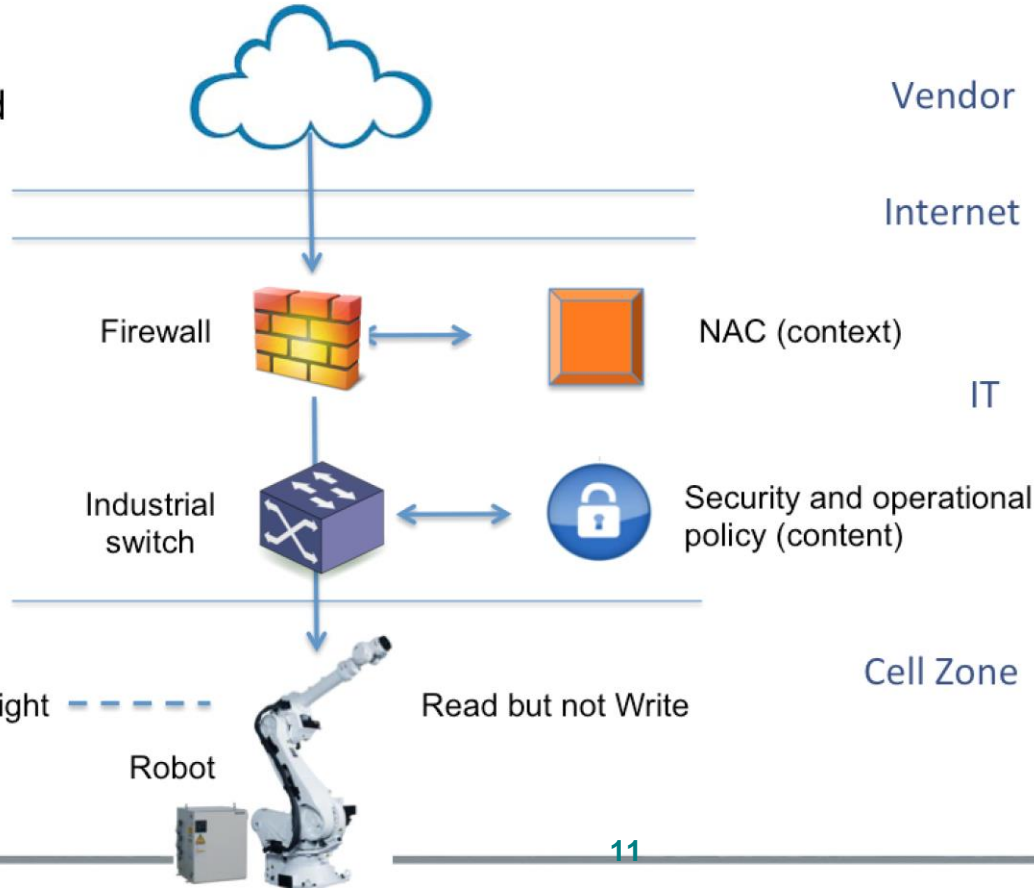 Vendor
Internet
Firewall
NAC (context)
IT
Industrial
switch
Security and operational
policy (content)
Cell Zone
Read but not Write
Robot
11